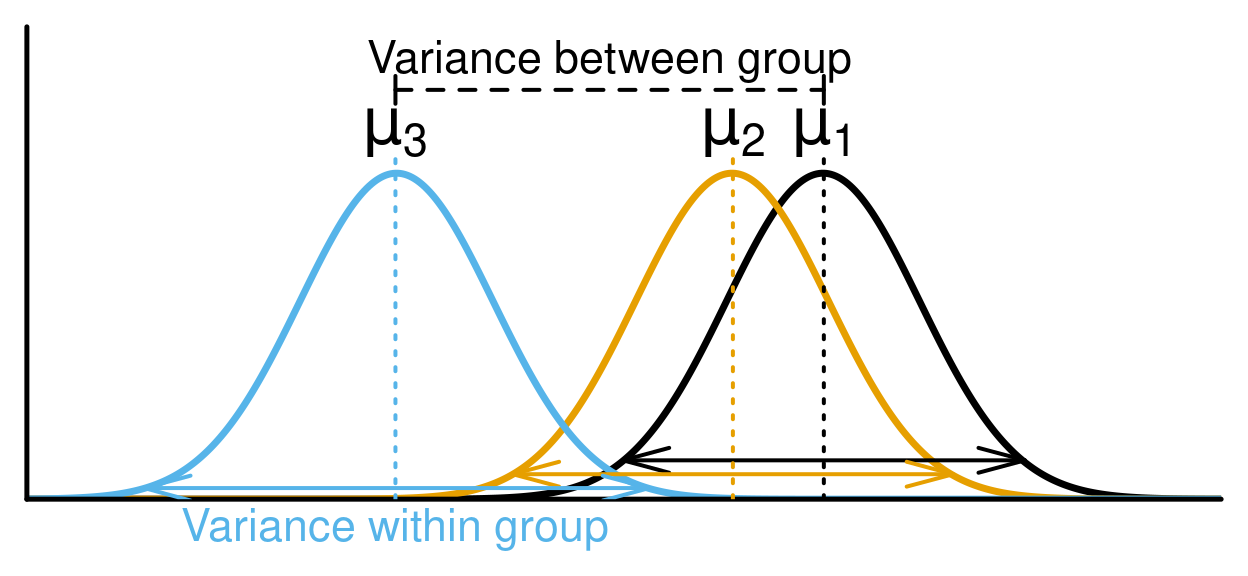 Variance between group
μ₃ μ₂ μ₁
Variance within group